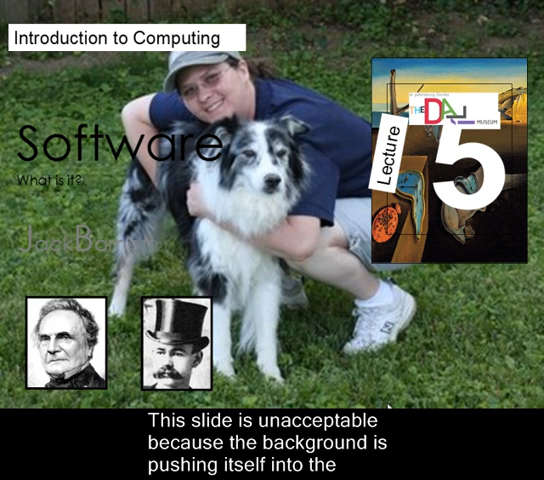 Introduction to Computing
Software
What is it?
Lecture
5
THE DALI
MUSEUM
This slide is unacceptable
because the background is
pushing itself into the